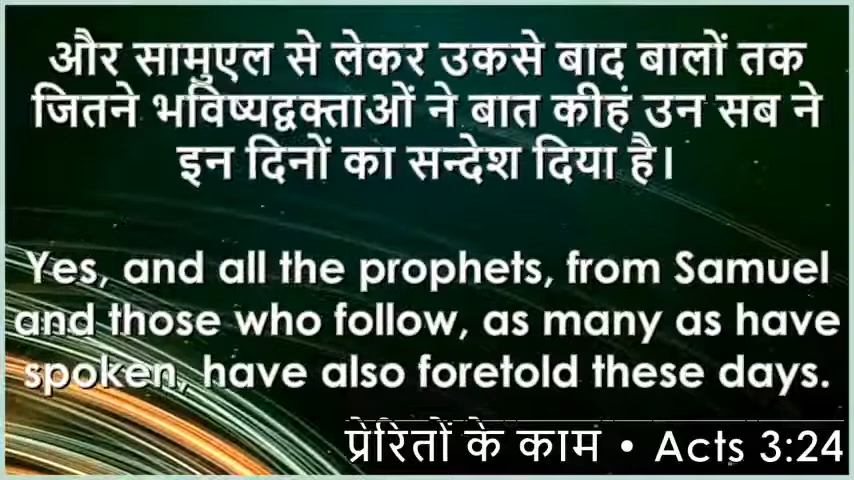 और सामुएल से लेकर उकसे बाद बालों तक
जितने भविष्यद्वक्ताओं ने बात कीहं उन सब ने
इन दिनों का सन्देश दिया है।
Yes, and all the prophets, from Samuel
and those who follow, as many as have
spoken, have also foretold these days.
प्रेरितों के काम • Acts 3:24